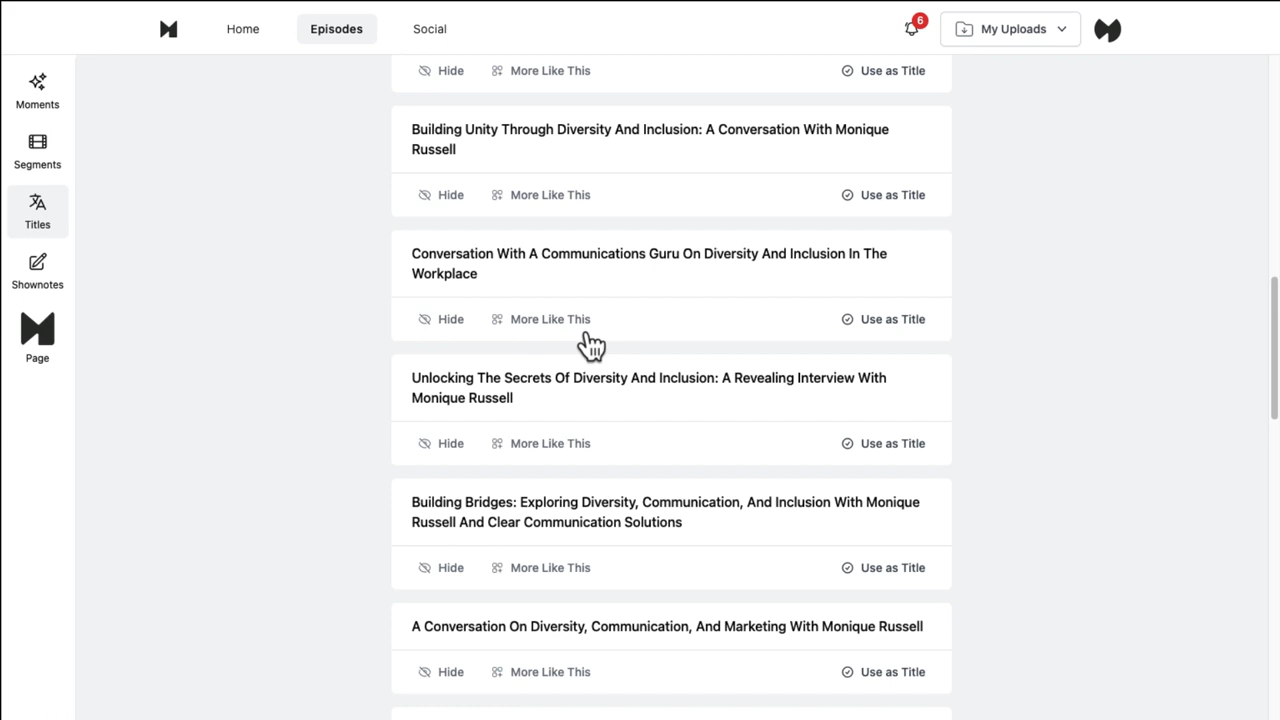 Home
Episodes
Social
6
My Uploads
Moments
Segments
Titles
Shownotes
Page
Hide
More Like This
Use as Title
Building Unity Through Diversity And Inclusion: A Conversation With Monique
Russell
Hide
More Like This
Use as Title
Conversation With A Communications Guru On Diversity And Inclusion In The
Workplace
Hide
More Like This
Use as Title
Unlocking The Secrets Of Diversity And Inclusion: A Revealing Interview With
Monique Russell
Hide
More Like This
Use as Title
Building Bridges: Exploring Diversity, Communication, And Inclusion With Monique
Russell And Clear Communication Solutions
Hide
More Like This
Use as Title
A Conversation On Diversity, Communication, And Marketing With Monique Russell
Hide
More Like This
Use as Title